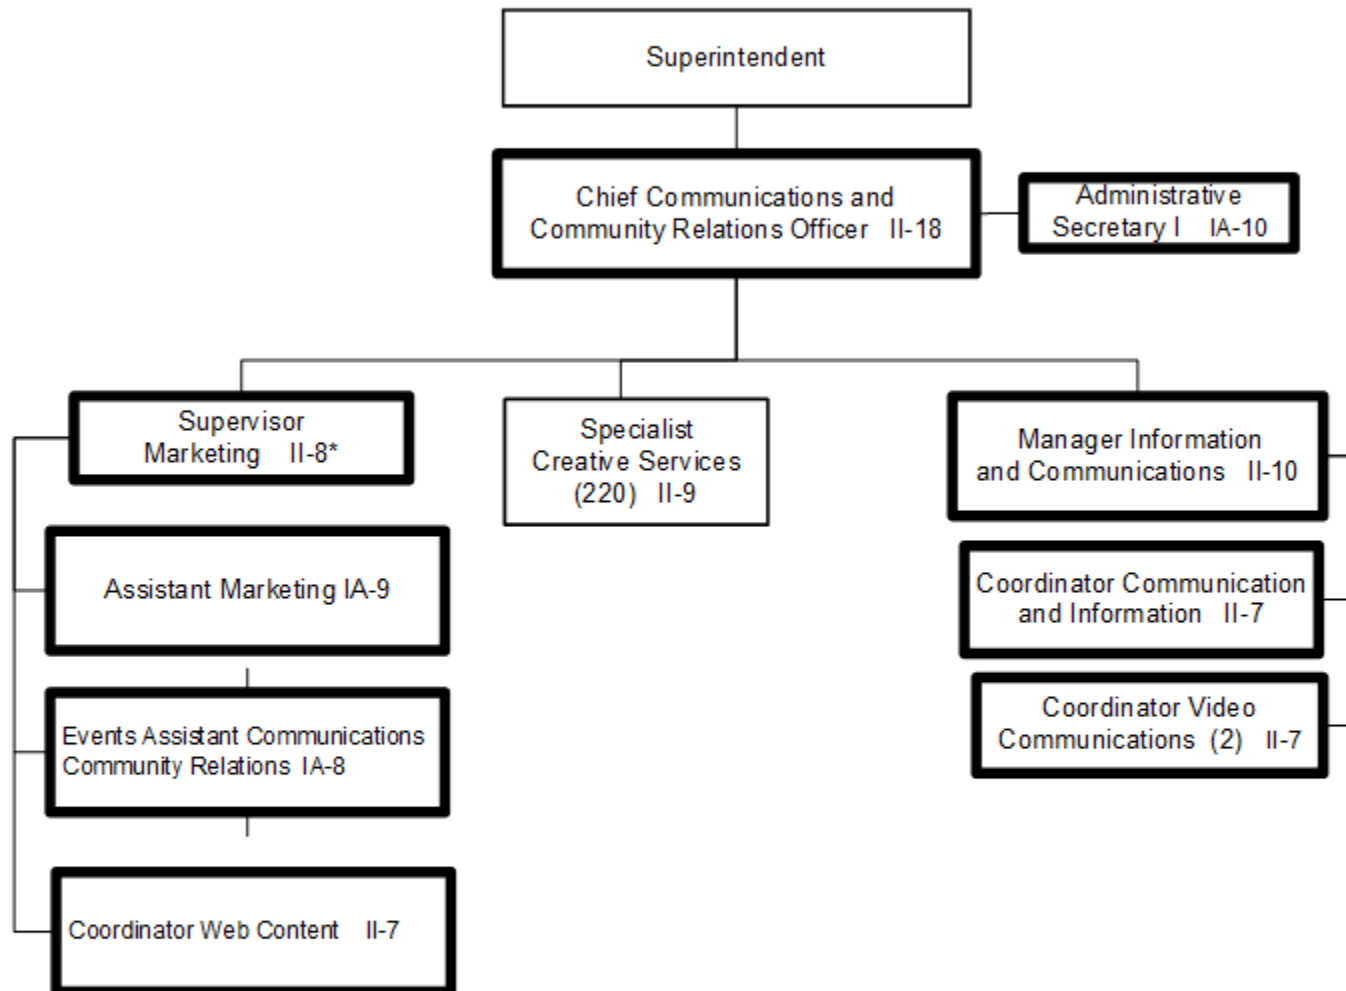 Superintendent
Chief Communications and
Community Relations Officer II-18
Administrative
Secretary I IA-10
Supervisor
Marketing II-8*
Specialist
Creative Services
(220) II-9
Manager Information
and Communications II-10
Assistant Marketing IA-9
Coordinator Communication
and Information II-7
Events Assistant Communications
Community Relations IA-8
Coordinator Video
Communications (2) II-7
Coordinator Web Content II-7